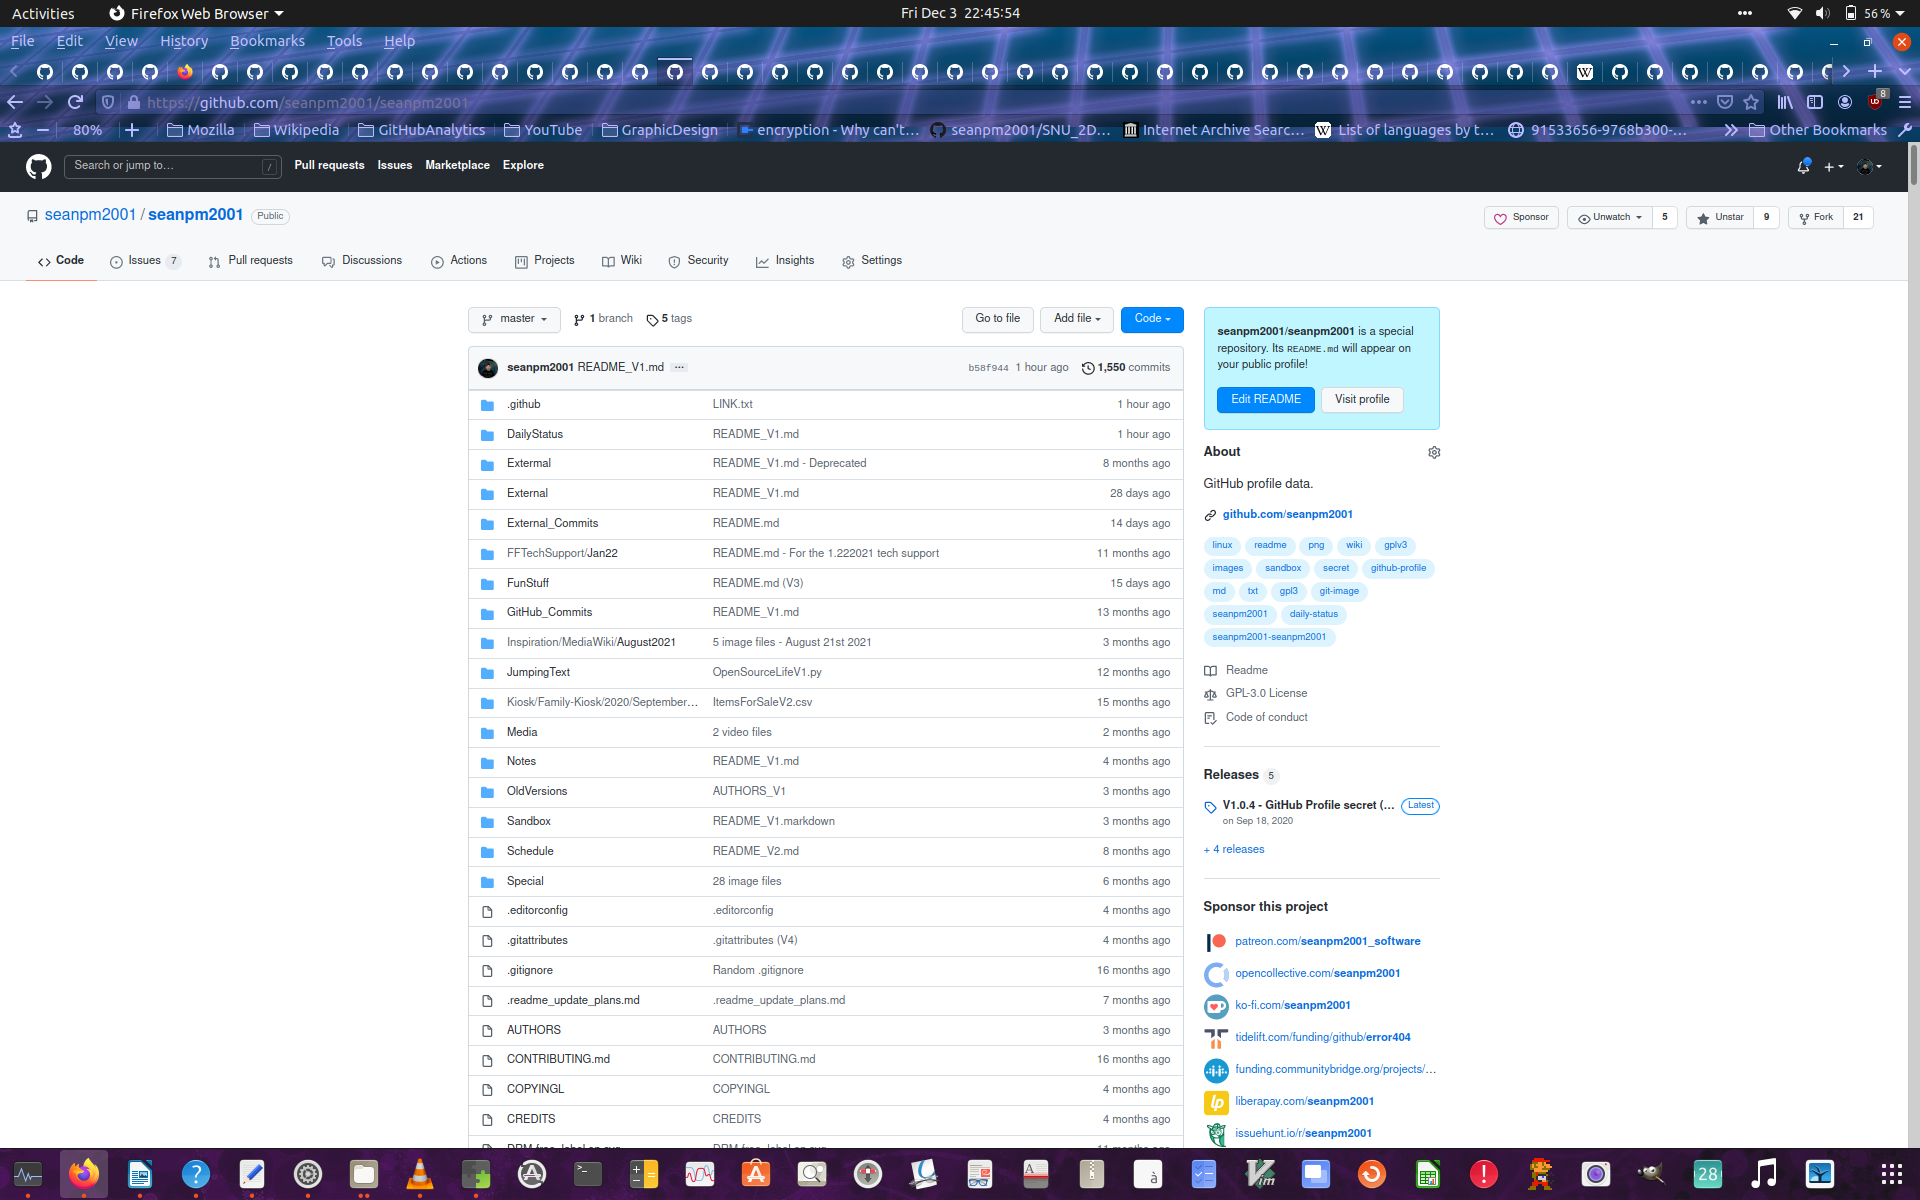 Activities Firefox Web Browser Fri Dec 3 22:45:54 56 %
File Edit View History Bookmarks Tools Help
https://github.com/seanpm2001/seanpm2001 8
80% Mozilla Wikipedia GitHubAnalytics YouTube GraphicDesign encryption - Why can't... seanpm2001/SNU_2D... Internet Archive Searc... List of languages by t... 91533656-9768b300-... Other Bookmarks
Search or jump to... / Pull requests Issues Marketplace Explore
seanpm2001 / seanpm2001 Public Sponsor Unwatch 5 Unstar 9 Fork 21
Code Issues 7 Pull requests Discussions Actions Projects Wiki Security Insights Settings
master 1 branch 5 tags Go to file Add file Code
seanpm2001 README_V1.md ... b58f944 1 hour ago 1,550 commits
.github LINK.txt 1 hour ago
DailyStatus README_V1.md 1 hour ago
Extermal README_V1.md - Deprecated 8 months ago
External README_V1.md 28 days ago
External_Commits README.md 14 days ago
FFTechSupport/Jan22 README.md - For the 1.222021 tech support 11 months ago
FunStuff README.md (V3) 15 days ago
GitHub_Commits README_V1.md 13 months ago
Inspiration/MediaWiki/August2021 5 image files - August 21st 2021 3 months ago
JumpingText OpenSourceLifeV1.py 12 months ago
Kiosk/Family-Kiosk/2020/September... ItemsForSaleV2.csv 15 months ago
Media 2 video files 2 months ago
Notes README_V1.md 4 months ago
OldVersions AUTHORS_V1 3 months ago
Sandbox README_V1.markdown 3 months ago
Schedule README_V2.md 8 months ago
Special 28 image files 6 months ago
.editorconfig .editorconfig 4 months ago
.gitattributes .gitattributes (V4) 4 months ago
.gitignore Random .gitignore 16 months ago
.readme_update_plans.md .readme_update_plans.md 7 months ago
AUTHORS AUTHORS 3 months ago
CONTRIBUTING.md CONTRIBUTING.md 16 months ago
COPYINGL COPYINGL 4 months ago
CREDITS CREDITS 4 months ago
seanpm2001/seanpm2001 is a special
repository. Its README.md will appear on
your public profile!
Edit README Visit profile
About
GitHub profile data.
github.com/seanpm2001
linux readme png wiki gplv3
images sandbox secret github-profile
md txt gpl3 git-image
seanpm2001 daily-status
seanpm2001-seanpm2001
Readme
GPL-3.0 License
Code of conduct
Releases 5
V1.0.4 - GitHub Profile secret (... Latest
on Sep 18, 2020
+ 4 releases
Sponsor this project
patreon.com/seanpm2001_software
opencollective.com/seanpm2001
ko-fi.com/seanpm2001
tidelift.com/funding/github/error404
funding.communitybridge.org/projects/...
liberapay.com/seanpm2001
issuehunt.io/r/seanpm2001
28